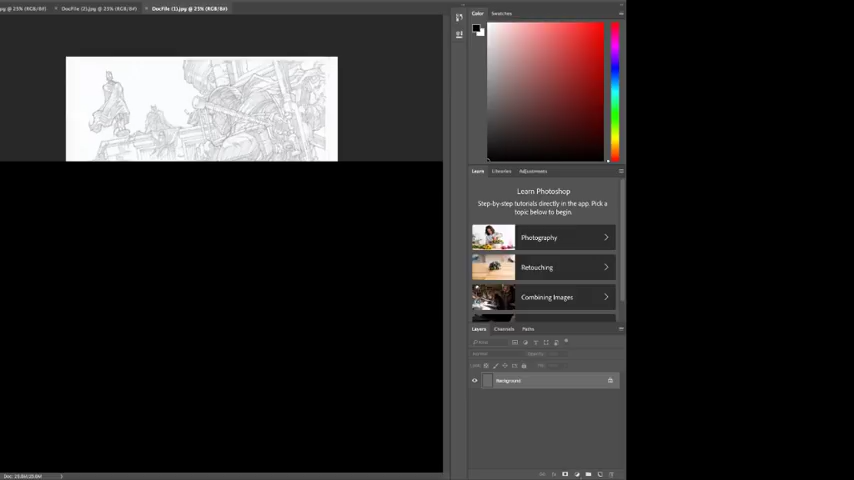 .jpg @ 25% (RGB/8#) × DocFile (2).jpg @ 25% (RGB/8#) × DocFile (1).jpg @ 23% (RGB/8#)
Color Swatches
Learn Libraries Adjustments
Learn Photoshop
Step-by-step tutorials directly in the app. Pick a
topic below to begin.
Photography
Retouching
Combining Images
Layers Channels Paths
Opacity:
Background